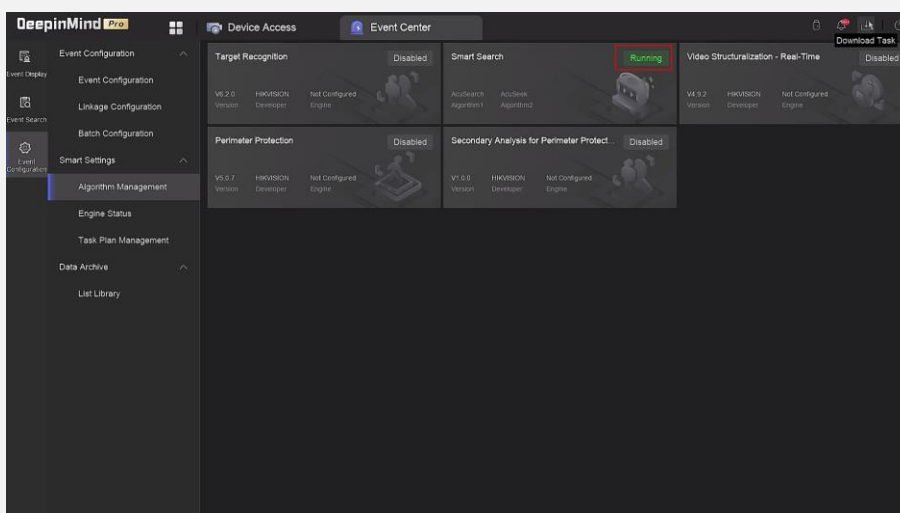 DeepinMind Pro
Device Access
Event Center
Download Task
Event Display
Event Search
Event Configuration
Event Configuration
Event Configuration
Linkage Configuration
Batch Configuration
Smart Settings
Algorithm Management
Engine Status
Task Plan Management
Data Archive
List Library
Target Recognition Disabled
V6.2.0 HIKVISION Not Configured
Version Developer Engine
Smart Search Running
AcuSearch AcuSeek
Algorithm1 Algorithm2
Video Structuralization - Real-Time Disabled
V4.9.2 HIKVISION Not Configured
Version Developer Engine
Perimeter Protection Disabled
V5.0.7 HIKVISION Not Configured
Version Developer Engine
Secondary Analysis for Perimeter Protect... Disabled
V1.0.0 HIKVISION Not Configured
Version Developer Engine